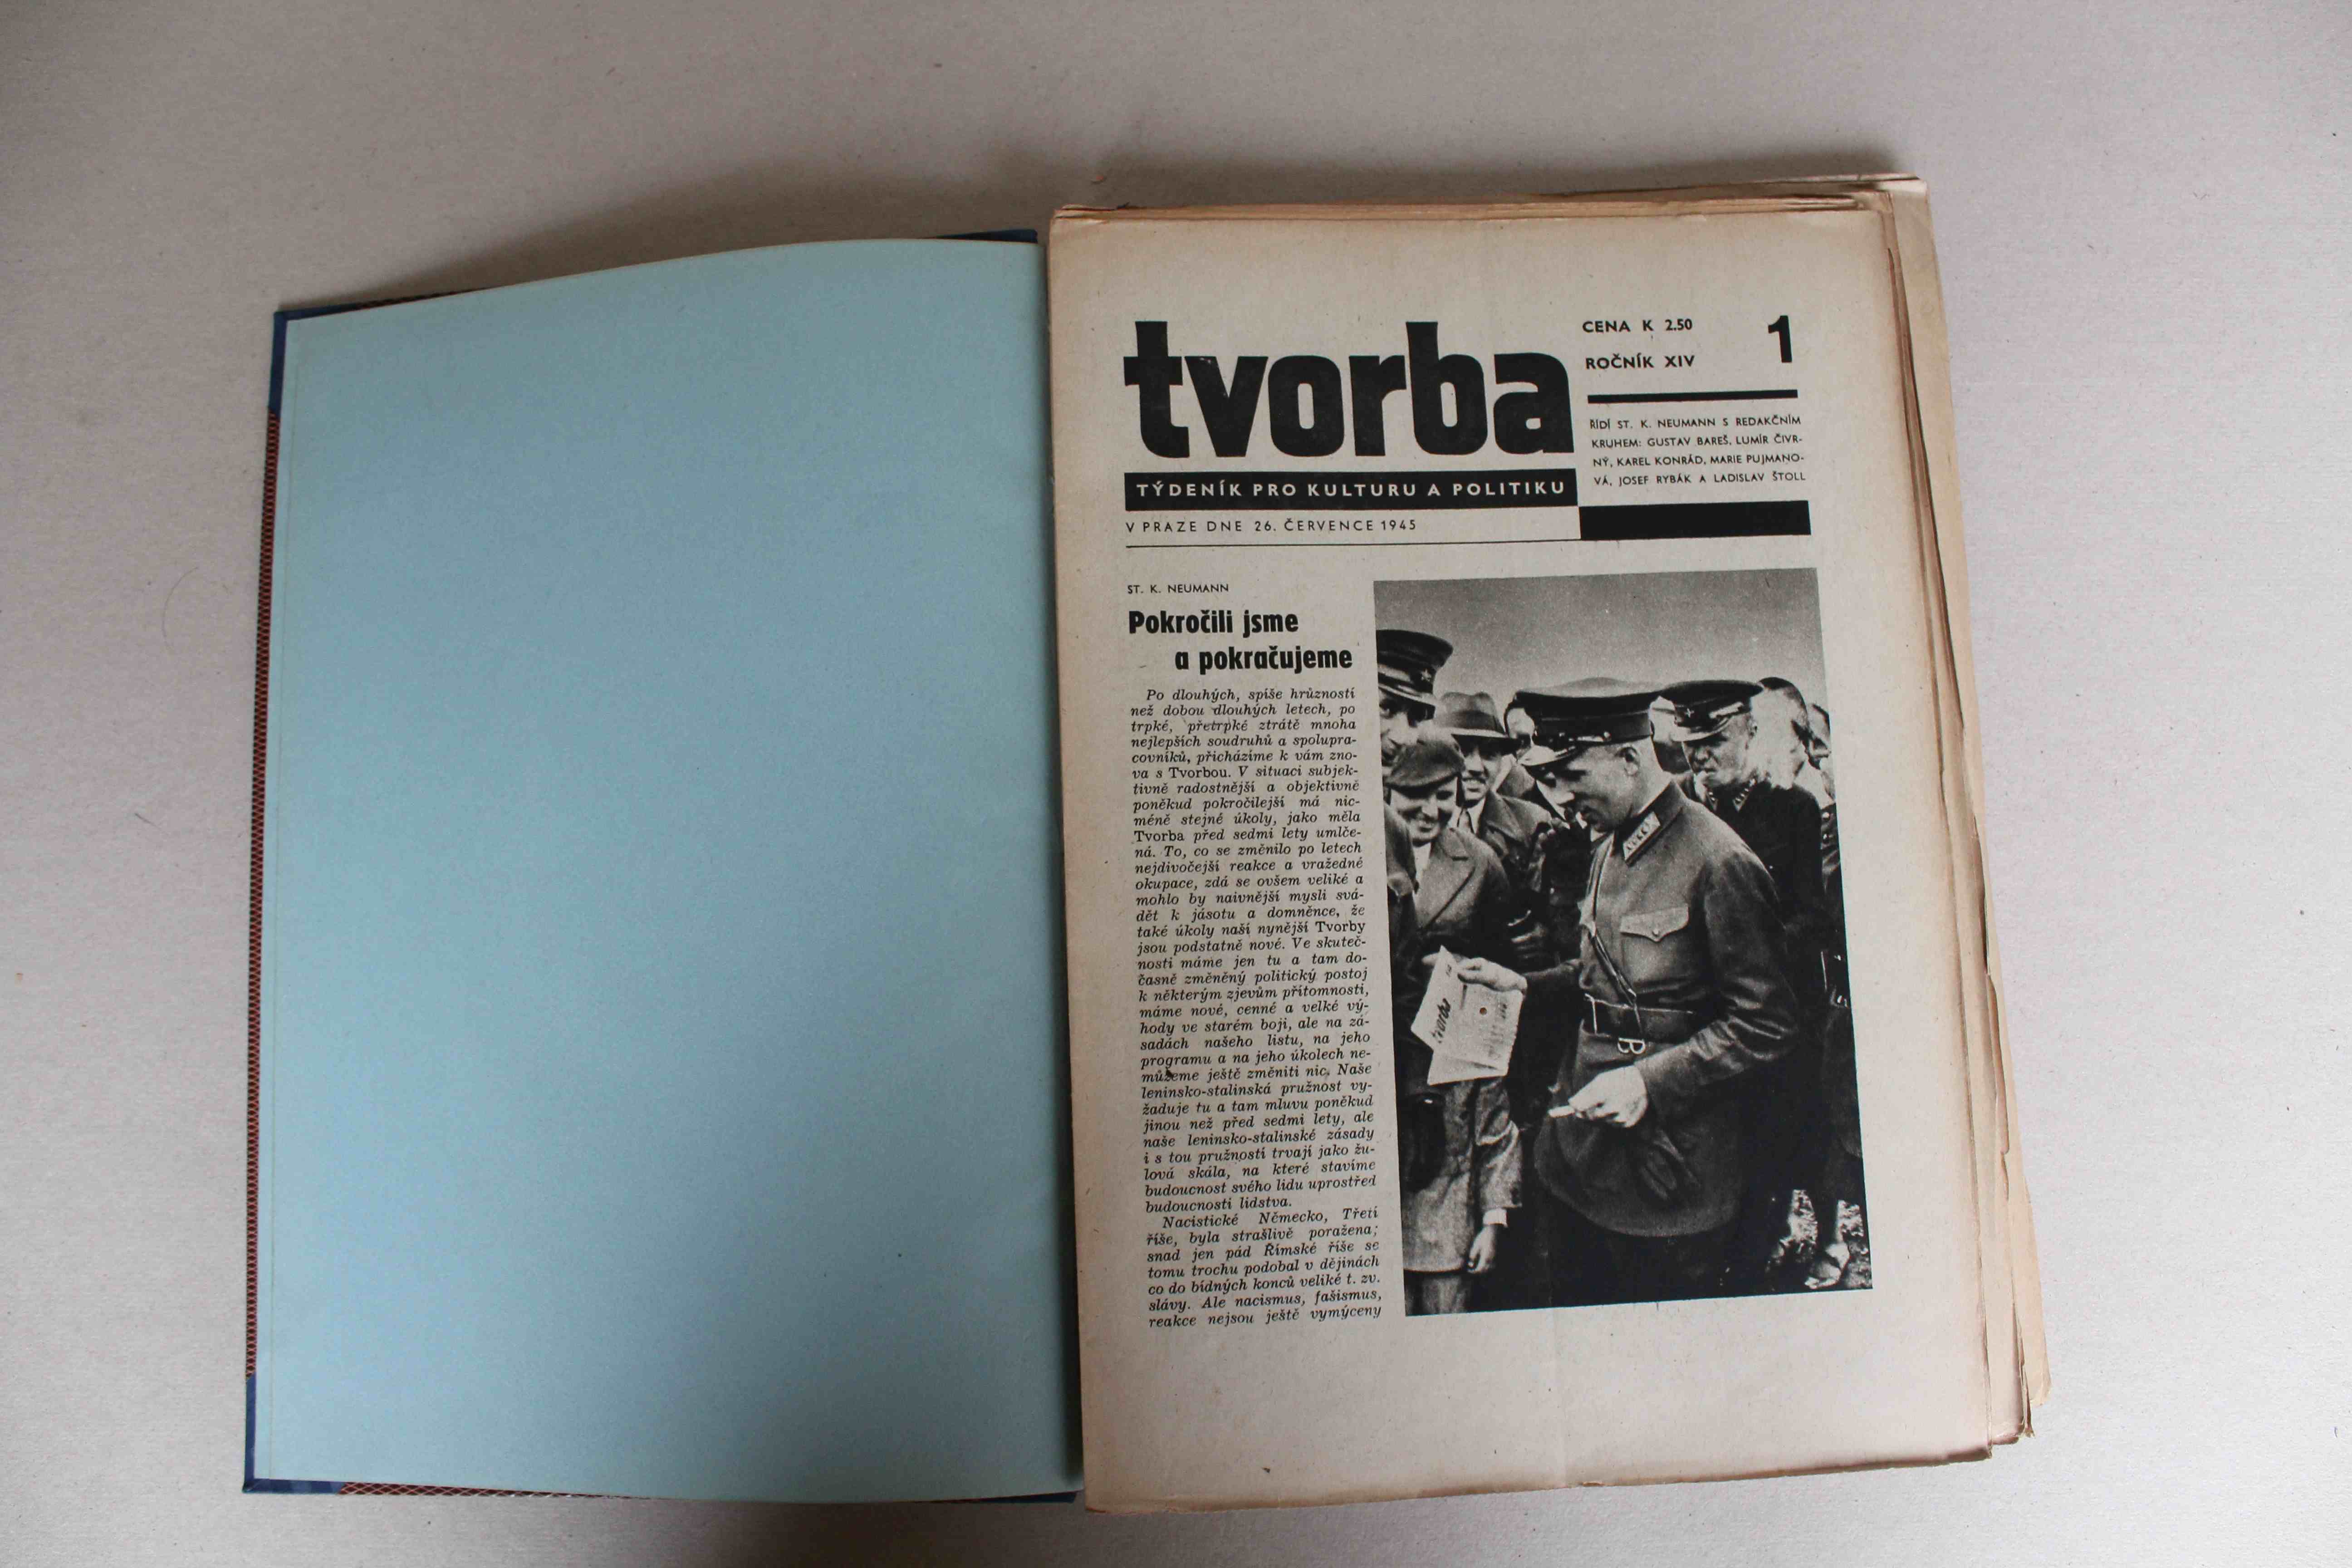 tvorba
TÝDENÍK PRO KULTURU A POLITIKU
V PRAZE DNE 26. ČERVENCE 1945
CENA K 2.50
ROČNÍK XIV
1
ŘÍDÍ ST. K. NEUMANN S REDAKČNÍM
KRUHEM: GUSTAV BAREŠ, LUMÍR ČIVR-
NÝ, KAREL KONRÁD, MARIE PUJMANO-
VÁ, JOSEF RYBÁK A LADISLAV ŠTOLL
ST. K. NEUMANN
Pokročili jsme
a pokračujeme
Po dlouhých, spíše hrůzností
než dobou dlouhých letech, po
trpké, přetrpké ztrátě mnoha
nejlepších soudruhů a spolupra-
covníků, přicházíme k vám zno-
va s Tvorbou. V situaci subjek-
tivně radostnější a objektivně
poněkud pokročilejší má nic-
méně stejné úkoly, jako měla
Tvorba před sedmi lety umlče-
ná. To, co se změnilo po letech
nejdivočejší reakce a vražedné
okupace, zdá se ovšem veliké a
mohlo by naivnější mysli svá-
dět k jásotu a domněnce, že
také úkoly naší nynější Tvorby
jsou podstatně nové. Ve skuteč-
nosti máme jen tu a tam do-
časně změněný politický postoj
k některým zjevům přítomnosti,
máme nové, cenné a velké vý-
hody ve starém boji, ale na zá-
sadách našeho listu, na jeho
programu a na jeho úkolech ne-
můžeme ještě změniti nic. Naše
leninsko-stalinská pružnost vy-
žaduje tu a tam mluvu poněkud
jinou než před sedmi lety, ale
naše leninsko-stalinské zásady
i s tou pružností trvají jako žu-
lová skála, na které stavíme
budoucnost svého lidu uprostřed
budoucnosti lidstva.
Nacistické Německo, Třetí
říše, byla strašlivě poražena;
snad jen pád Římské říše se
tomu trochu podobal v dějinách
co do bídných konců veliké t. zv.
slávy. Ale nacismus, fašismus,
reakce nejsou ještě vymýceny
tvorba